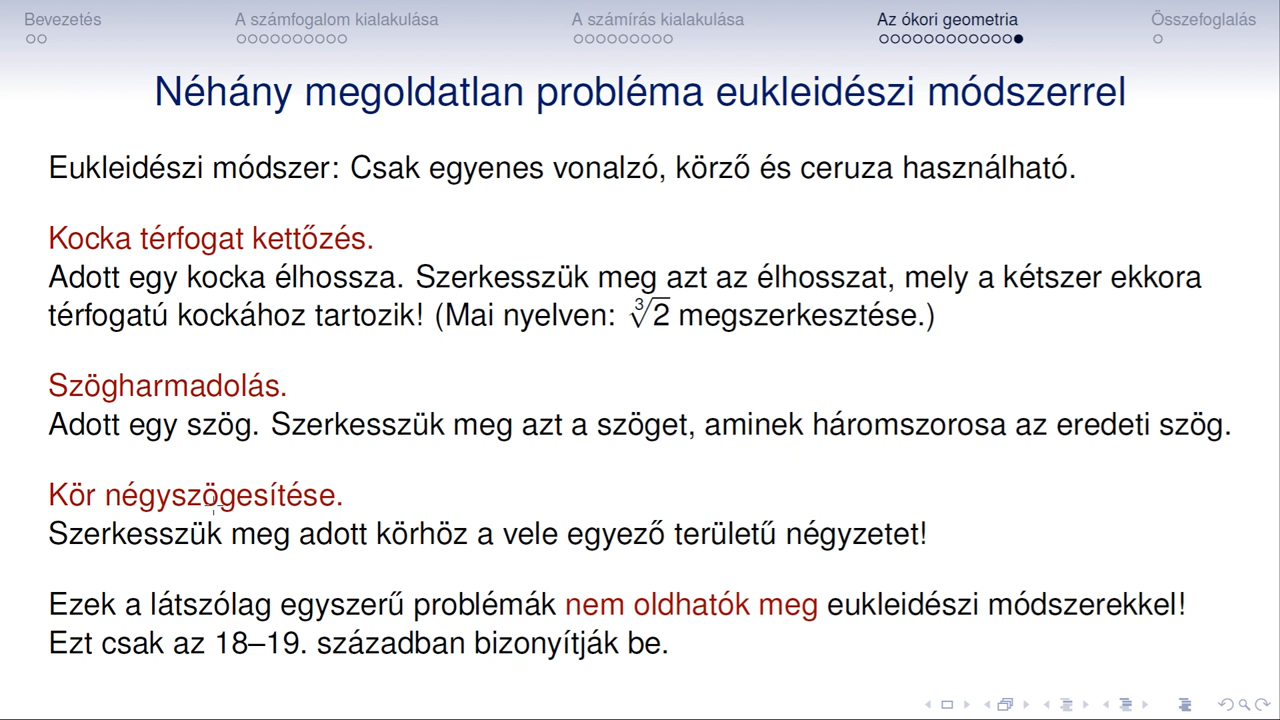 Bevezetés
A számfogalom kialakulása
A számírás kialakulása
Az ókori geometria
Összefoglalás
Néhány megoldatlan probléma eukleidészi módszerrel
Eukleidészi módszer: Csak egyenes vonalzó, körző és ceruza használható.
Kocka térfogat kettőzés.
Adott egy kocka élhossza. Szerkesszük meg azt az élhosszat, mely a kétszer ekkora
térfogatú kockához tartozik! (Mai nyelven: ∛2 megszerkesztése.)
Szögharmadolás.
Adott egy szög. Szerkesszük meg azt a szöget, aminek háromszorosa az eredeti szög.
Kör négyszögesítése.
Szerkesszük meg adott körhöz a vele egyező területű négyzetet!
Ezek a látszólag egyszerű problémák nem oldhatók meg eukleidészi módszerekkel!
Ezt csak az 18–19. században bizonyítják be.